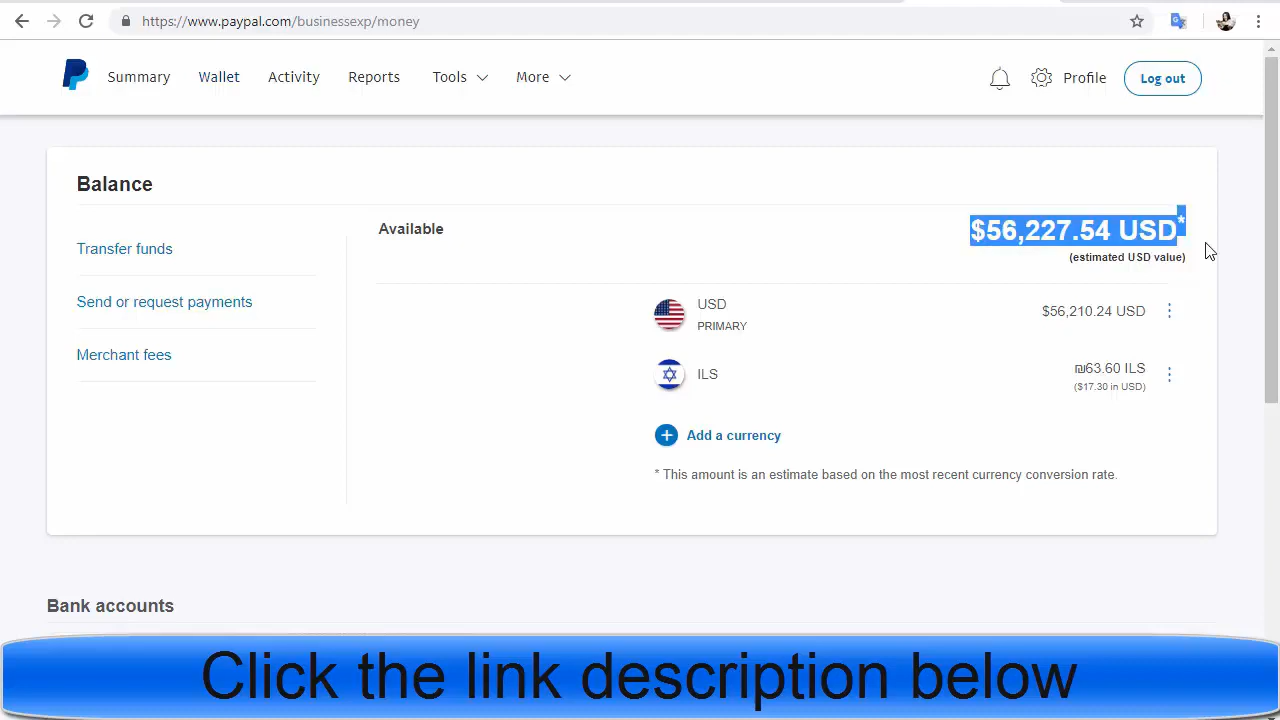 https://www.paypal.com/businessexp/money
Summary Wallet Activity Reports Tools More Profile Log out
Balance
Available $56,227.54 USD*
(estimated USD value)
Transfer funds
Send or request payments
Merchant fees
USD $56,210.24 USD
PRIMARY
ILS ₪63.60 ILS
($17.30 in USD)
Add a currency
* This amount is an estimate based on the most recent currency conversion rate.
Bank accounts
Click the link description below